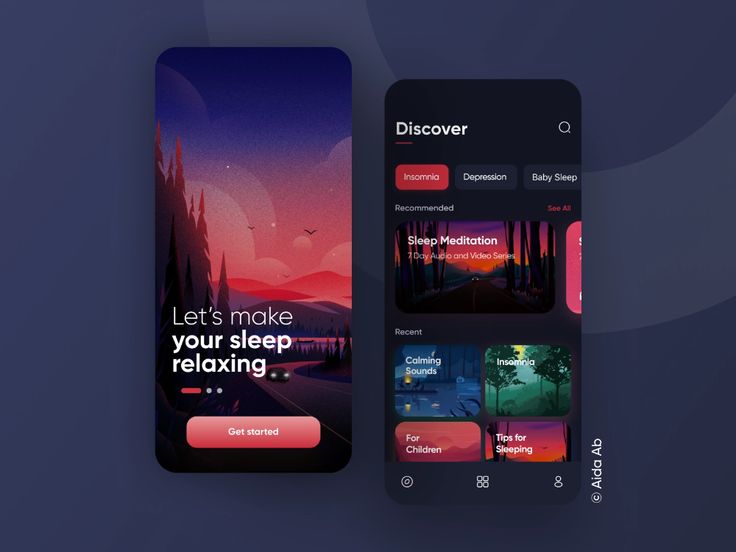 Let's make
your sleep
relaxing
Get started
Discover
Insomnia
Depression
Baby Sleep
Recommended
See All
Sleep Meditation
7 Day Audio and Video Series
Recent
Calming
Sounds
Insomnia
For
Children
Tips for
Sleeping
© Aida Ab